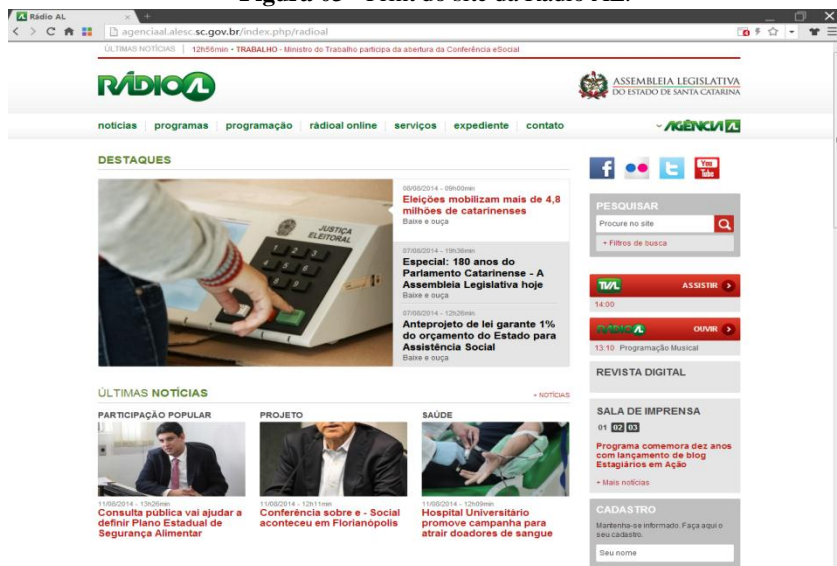 Figura 03 - Print do site da Rádio AL.
Rádio AL
agenciaal.alesc.sc.gov.br/index.php/radioal
ÚLTIMAS NOTÍCIAS | 12h56min - TRABALHO - Ministro do Trabalho participa da abertura da Conferência eSocial
RÁDIO AL
ASSEMBLEIA LEGISLATIVA
DO ESTADO DE SANTA CATARINA
notícias programas programação rádioal online serviços expediente contato
AGÊNCIA AL
DESTAQUES
JUSTIÇA
ELEITORAL
08/08/2014 - 09h00min
Eleições mobilizam mais de 4,8
milhões de catarinenses
Baixe e ouça
07/08/2014 - 19h36min
Especial: 180 anos do
Parlamento Catarinense - A
Assembleia Legislativa hoje
Baixe e ouça
07/08/2014 - 12h26min
Anteprojeto de lei garante 1%
do orçamento do Estado para
Assistência Social
Baixe e ouça
You
Tube
PESQUISAR
Procure no site
+ Filtros de busca
TVAL ASSISTIR
14:00
RÁDIO AL OUVIR
13:10 Programação Musical
REVISTA DIGITAL
SALA DE IMPRENSA
01 02 03
Programa comemora dez anos
com lançamento de blog
Estagiários em Ação
+ Mais notícias
CADASTRO
Mantenha-se informado. Faça aqui o
seu cadastro.
Seu nome
ÚLTIMAS NOTÍCIAS
+ NOTÍCIAS
PARTICIPAÇÃO POPULAR
11/08/2014 - 13h26min
Consulta pública vai ajudar a
definir Plano Estadual de
Segurança Alimentar
PROJETO
11/08/2014 - 12h11min
Conferência sobre e - Social
aconteceu em Florianópolis
SAÚDE
11/08/2014 - 12h09min
Hospital Universitário
promove campanha para
atrair doadores de sangue